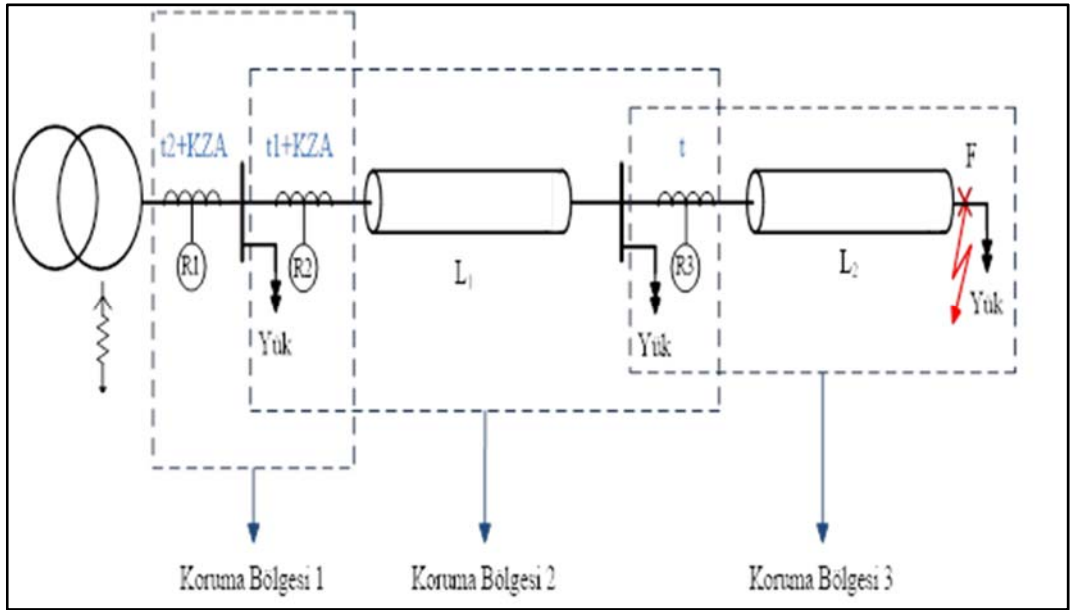 t2+KZA
t1+KZA
t
F
R1
R2
R3
L₁
L₂
Yük
Yük
Yük
Koruma Bölgesi 1
Koruma Bölgesi 2
Koruma Bölgesi 3